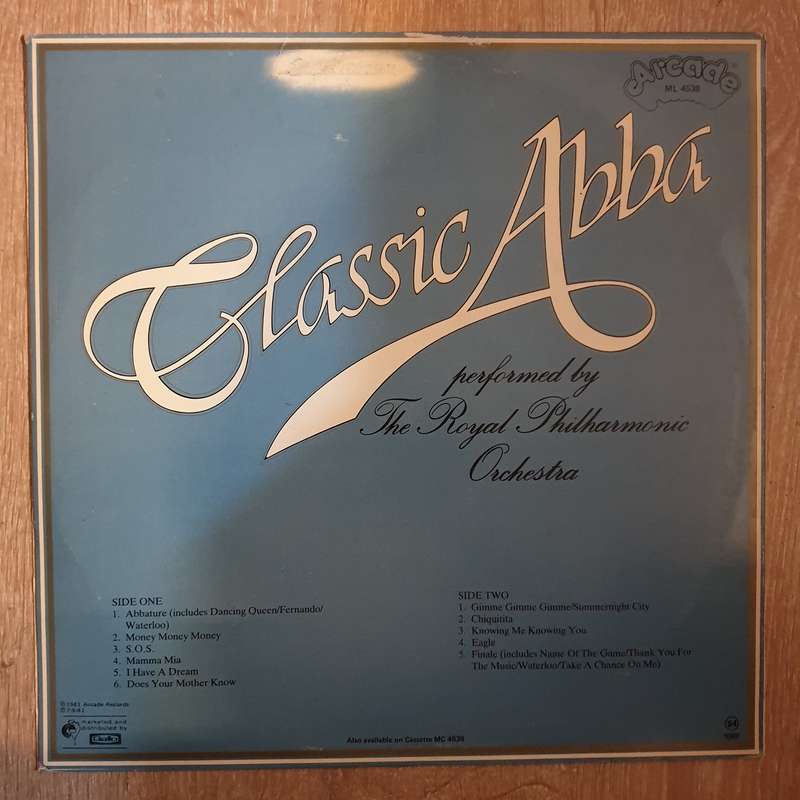 Arcade
ML 4538
Classic Abba
performed by
The Royal Philharmonic
Orchestra
SIDE ONE
1. Abbature (includes Dancing Queen/Fernando/
Waterloo)
2. Money Money Money
3. S.O.S.
4. Mamma Mia
5. I Have A Dream
6. Does Your Mother Know
SIDE TWO
1. Gimme Gimme Gimme/Summernight City
2. Chiquitita
3. Knowing Me Knowing You
4. Eagle
5. Finale (includes Name Of The Game/Thank You For
The Music/Waterloo/Take A Chance On Me)
© 1981 Arcade Records
marketed and
distributed by
Also available on Cassette MC 4538